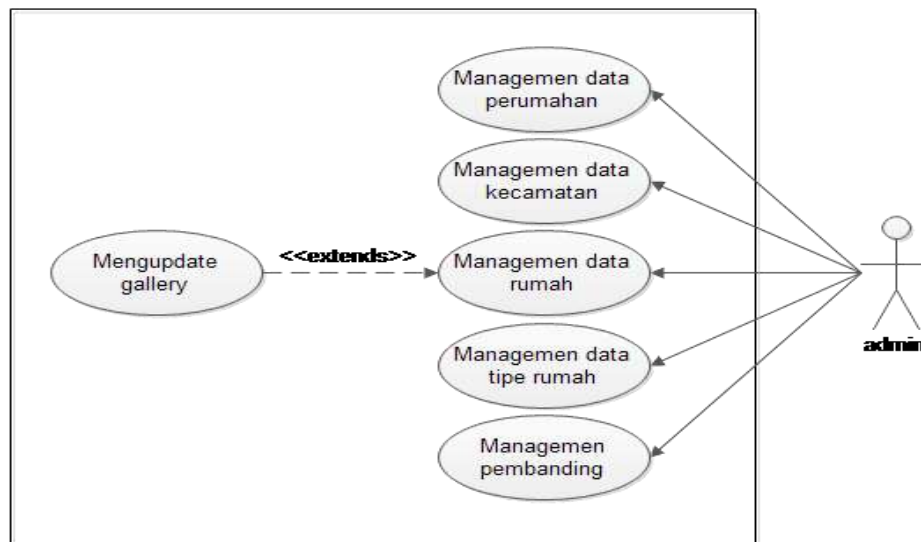 Managemen data
perumahan
Managemen data
kecamatan
Mengupdate
gallery
<<extends>>
Managemen data
rumah
Managemen data
tipe rumah
Managemen
pembanding
admin